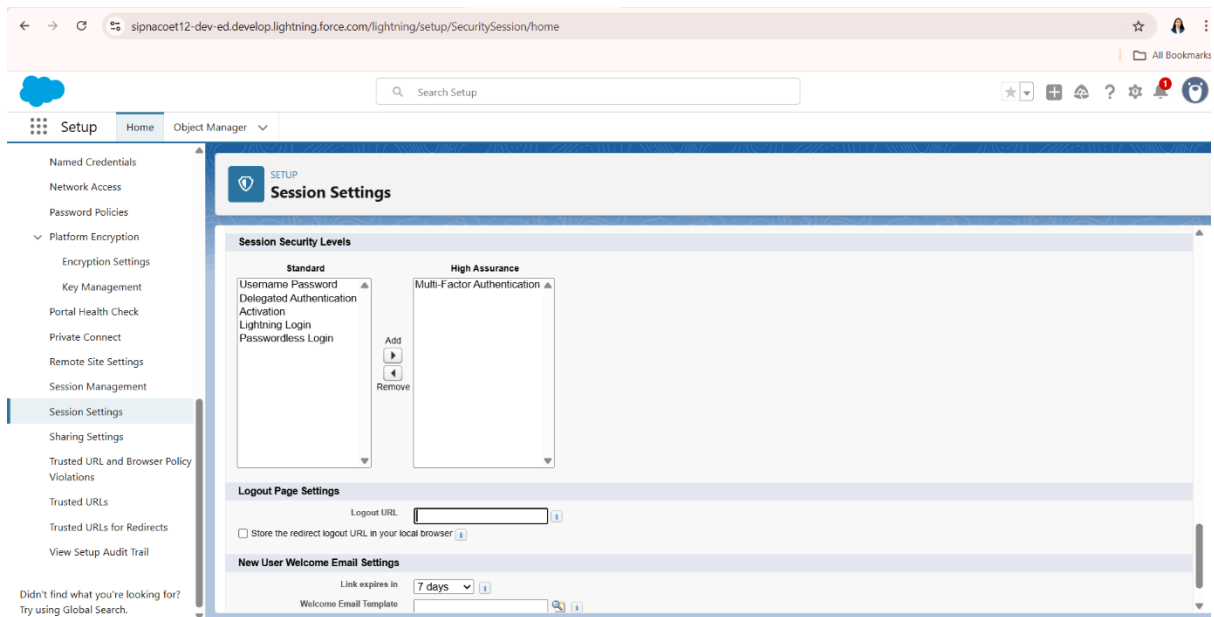 sipnacoet12-dev-ed.develop.lightning.force.com/lightning/setup/SecuritySession/home
All Bookmarks
Search Setup
1
Setup
Home
Object Manager
Named Credentials
Network Access
Password Policies
Platform Encryption
Encryption Settings
Key Management
Portal Health Check
Private Connect
Remote Site Settings
Session Management
Session Settings
Sharing Settings
Trusted URL and Browser Policy
Violations
Trusted URLs
Trusted URLs for Redirects
View Setup Audit Trail
Didn't find what you're looking for?
Try using Global Search.
SETUP
Session Settings
Session Security Levels
Standard
Username Password
Delegated Authentication
Activation
Lightning Login
Passwordless Login
Add
Remove
High Assurance
Multi-Factor Authentication
Logout Page Settings
Logout URL
Store the redirect logout URL in your local browser
New User Welcome Email Settings
Link expires in 7 days
Welcome Email Template